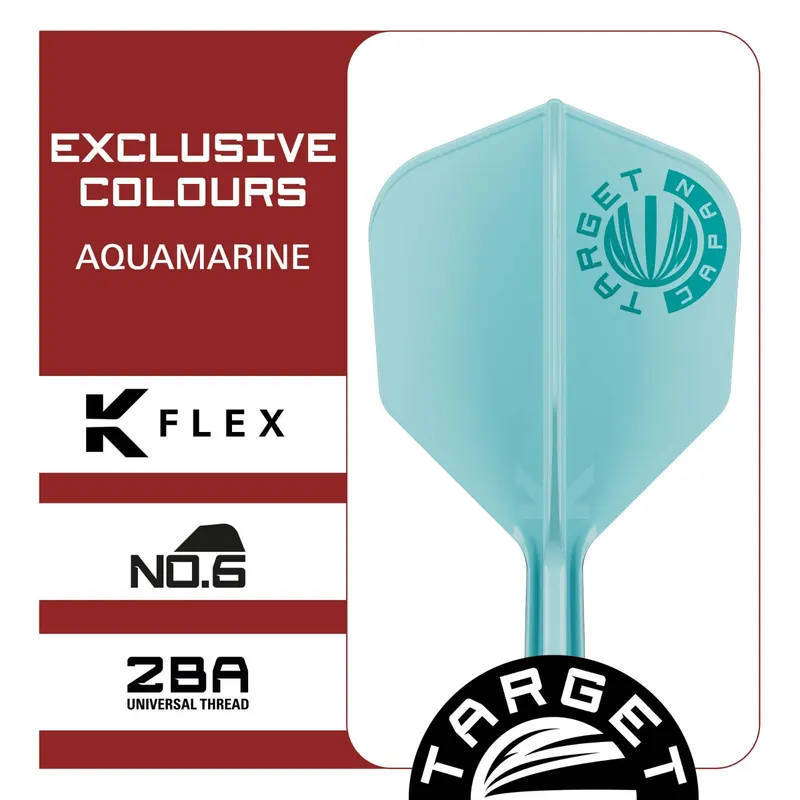 EXCLUSIVE
COLOURS
AQUAMARINE
K FLEX
NO.6
2BA
UNIVERSAL THREAD
TARGET
JAPAN
K
TARGET